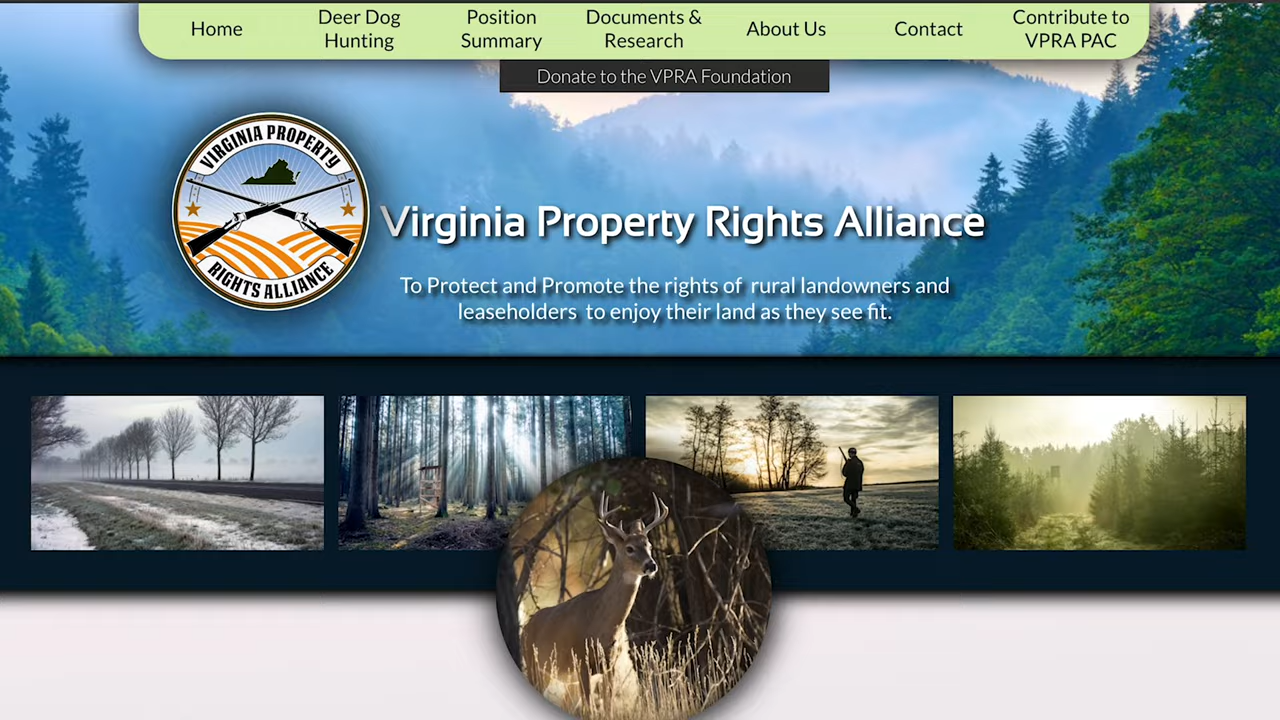 Home
Deer Dog
Hunting
Position
Summary
Documents &
Research
About Us
Contact
Contribute to
VPRA PAC
Donate to the VPRA Foundation
VIRGINIA PROPERTY
RIGHTS ALLIANCE
Virginia Property Rights Alliance
To Protect and Promote the rights of rural landowners and
leaseholders to enjoy their land as they see fit.